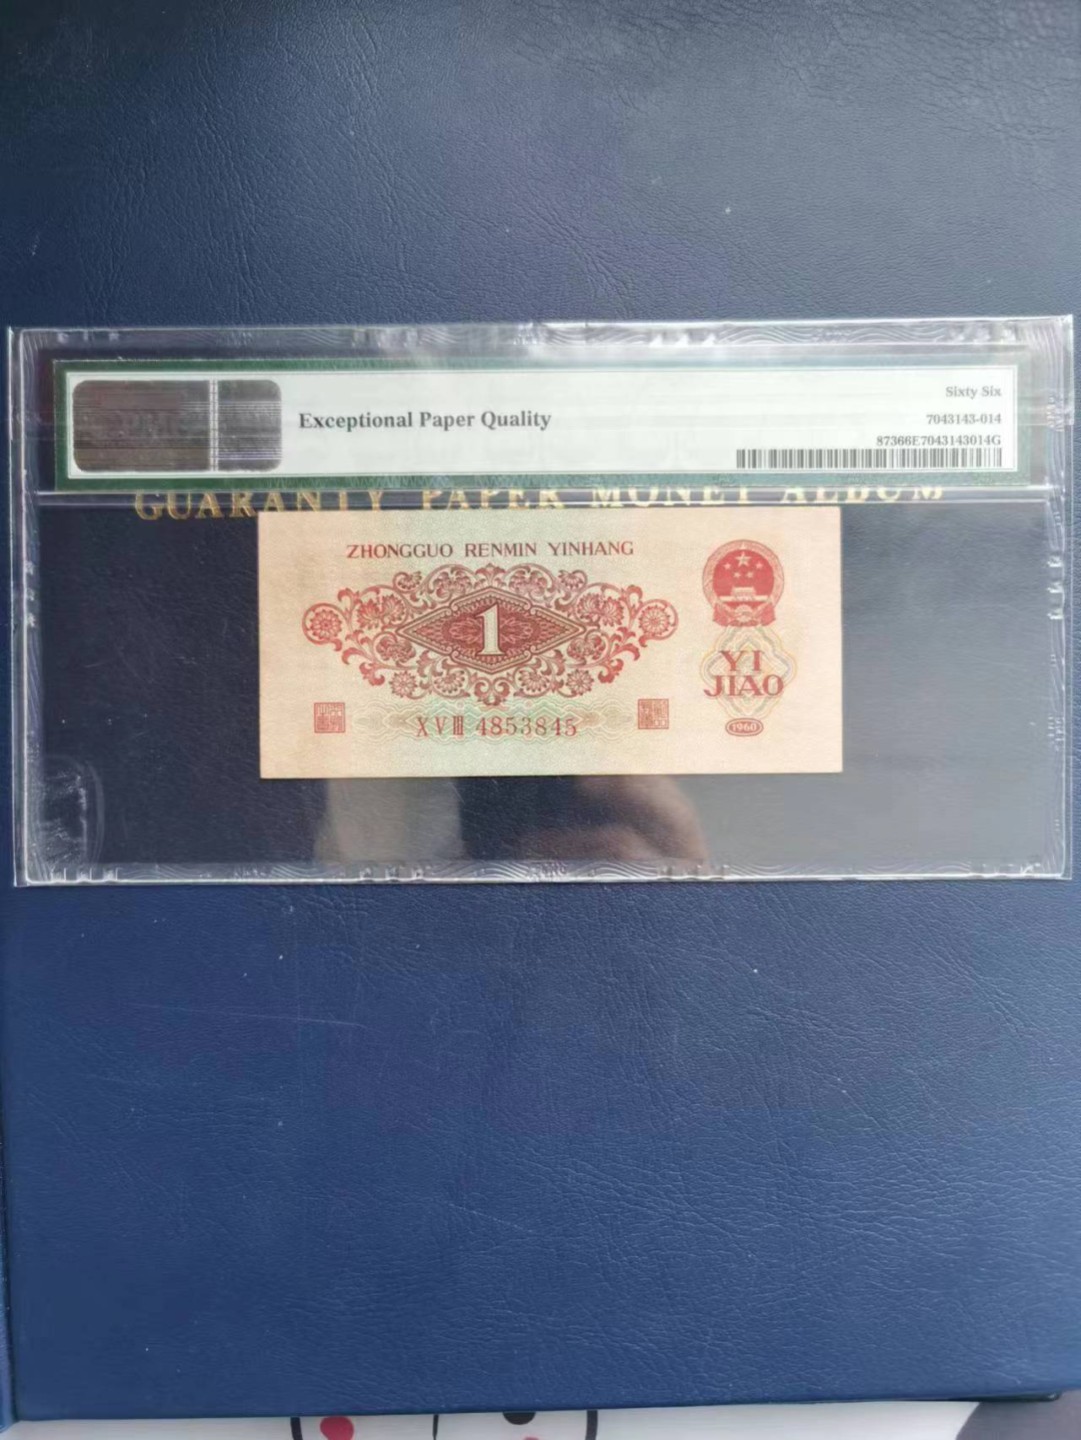 Exceptional Paper Quality
Sixty Six
7043143-014
87366E7043143014G
GUARANTY PAPER MONEY ALBUM
ZHONGGUO RENMIN YINHANG
1
YI
JIAO
XVIII 4853845
1960